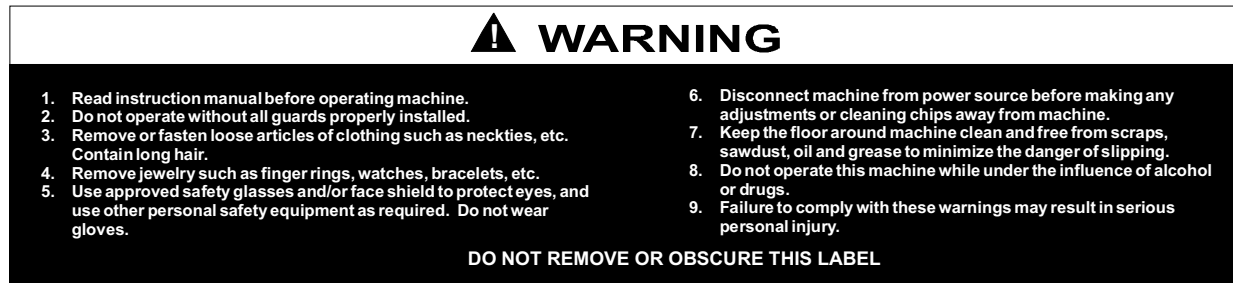 ! WARNING
1. Read instruction manual before operating machine.
2. Do not operate without all guards properly installed.
3. Remove or fasten loose articles of clothing such as neckties, etc.
Contain long hair.
4. Remove jewelry such as finger rings, watches, bracelets, etc.
5. Use approved safety glasses and/or face shield to protect eyes, and
use other personal safety equipment as required. Do not wear
gloves.
6. Disconnect machine from power source before making any
adjustments or cleaning chips away from machine.
7. Keep the floor around machine clean and free from scraps,
sawdust, oil and grease to minimize the danger of slipping.
8. Do not operate this machine while under the influence of alcohol
or drugs.
9. Failure to comply with these warnings may result in serious
personal injury.
DO NOT REMOVE OR OBSCURE THIS LABEL